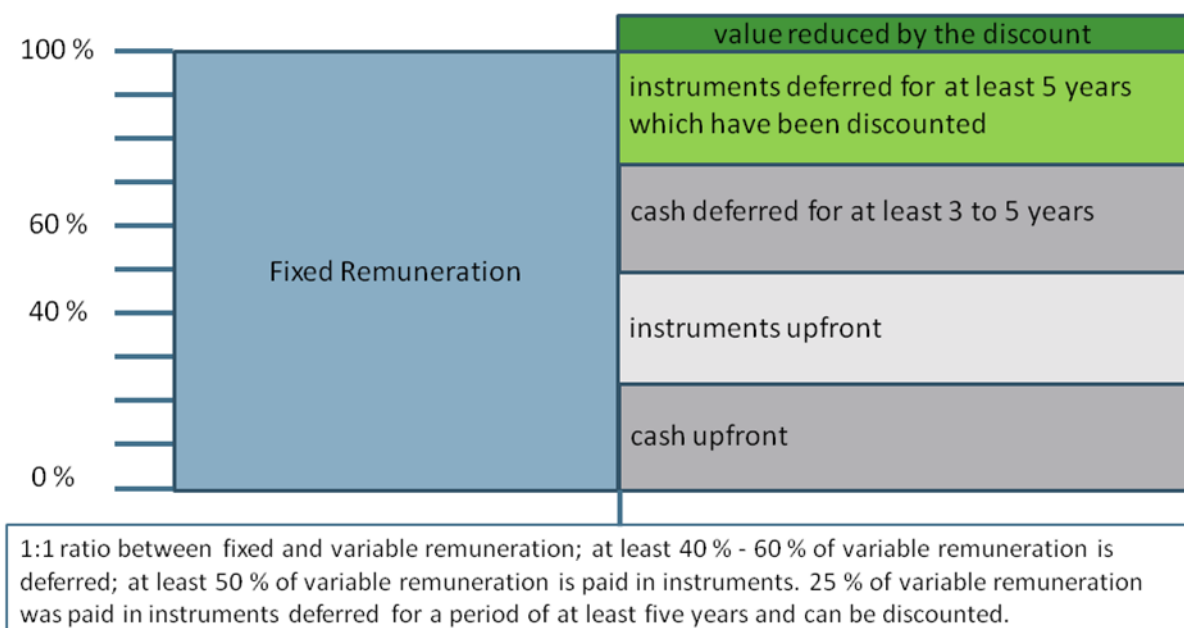 100 %
60 %
40 %
0 %
Fixed Remuneration
value reduced by the discount
instruments deferred for at least 5 years
which have been discounted
cash deferred for at least 3 to 5 years
instruments upfront
cash upfront
1:1 ratio between fixed and variable remuneration; at least 40 % - 60 % of variable remuneration is
deferred; at least 50 % of variable remuneration is paid in instruments. 25 % of variable remuneration
was paid in instruments deferred for a period of at least five years and can be discounted.